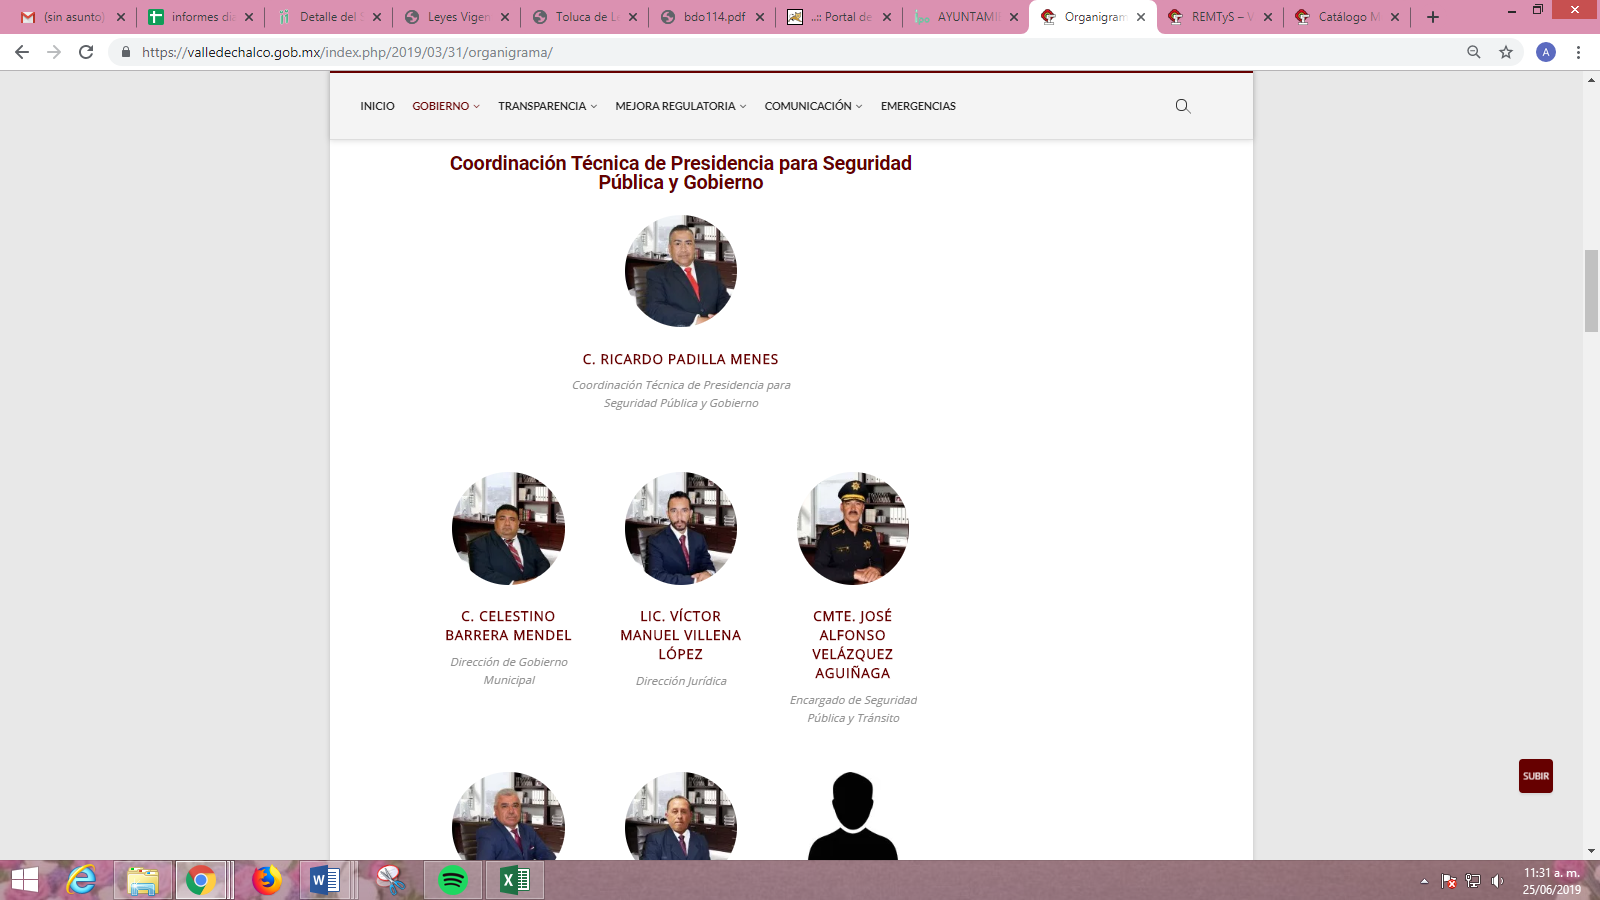 (sin asunto)
informes di
Detalle del S
Leyes Vigen
Toluca de L
bdo114.pdf
..:: Portal de
AYUNTAMI
Organigram
REMTyS – V
Catálogo M
https://valledechalco.gob.mx/index.php/2019/03/31/organigrama/
A
INICIO GOBIERNO TRANSPARENCIA MEJORA REGULATORIA COMUNICACIÓN EMERGENCIAS
Coordinación Técnica de Presidencia para Seguridad
Pública y Gobierno
C. RICARDO PADILLA MENES
Coordinación Técnica de Presidencia para
Seguridad Pública y Gobierno
C. CELESTINO
BARRERA MENDEL
Dirección de Gobierno
Municipal
LIC. VÍCTOR
MANUEL VILLENA
LÓPEZ
Dirección Jurídica
CMTE. JOSÉ
ALFONSO
VELÁZQUEZ
AGUIÑAGA
Encargado de Seguridad
Pública y Tránsito
SUBIR
11:31 a. m.
25/06/2019